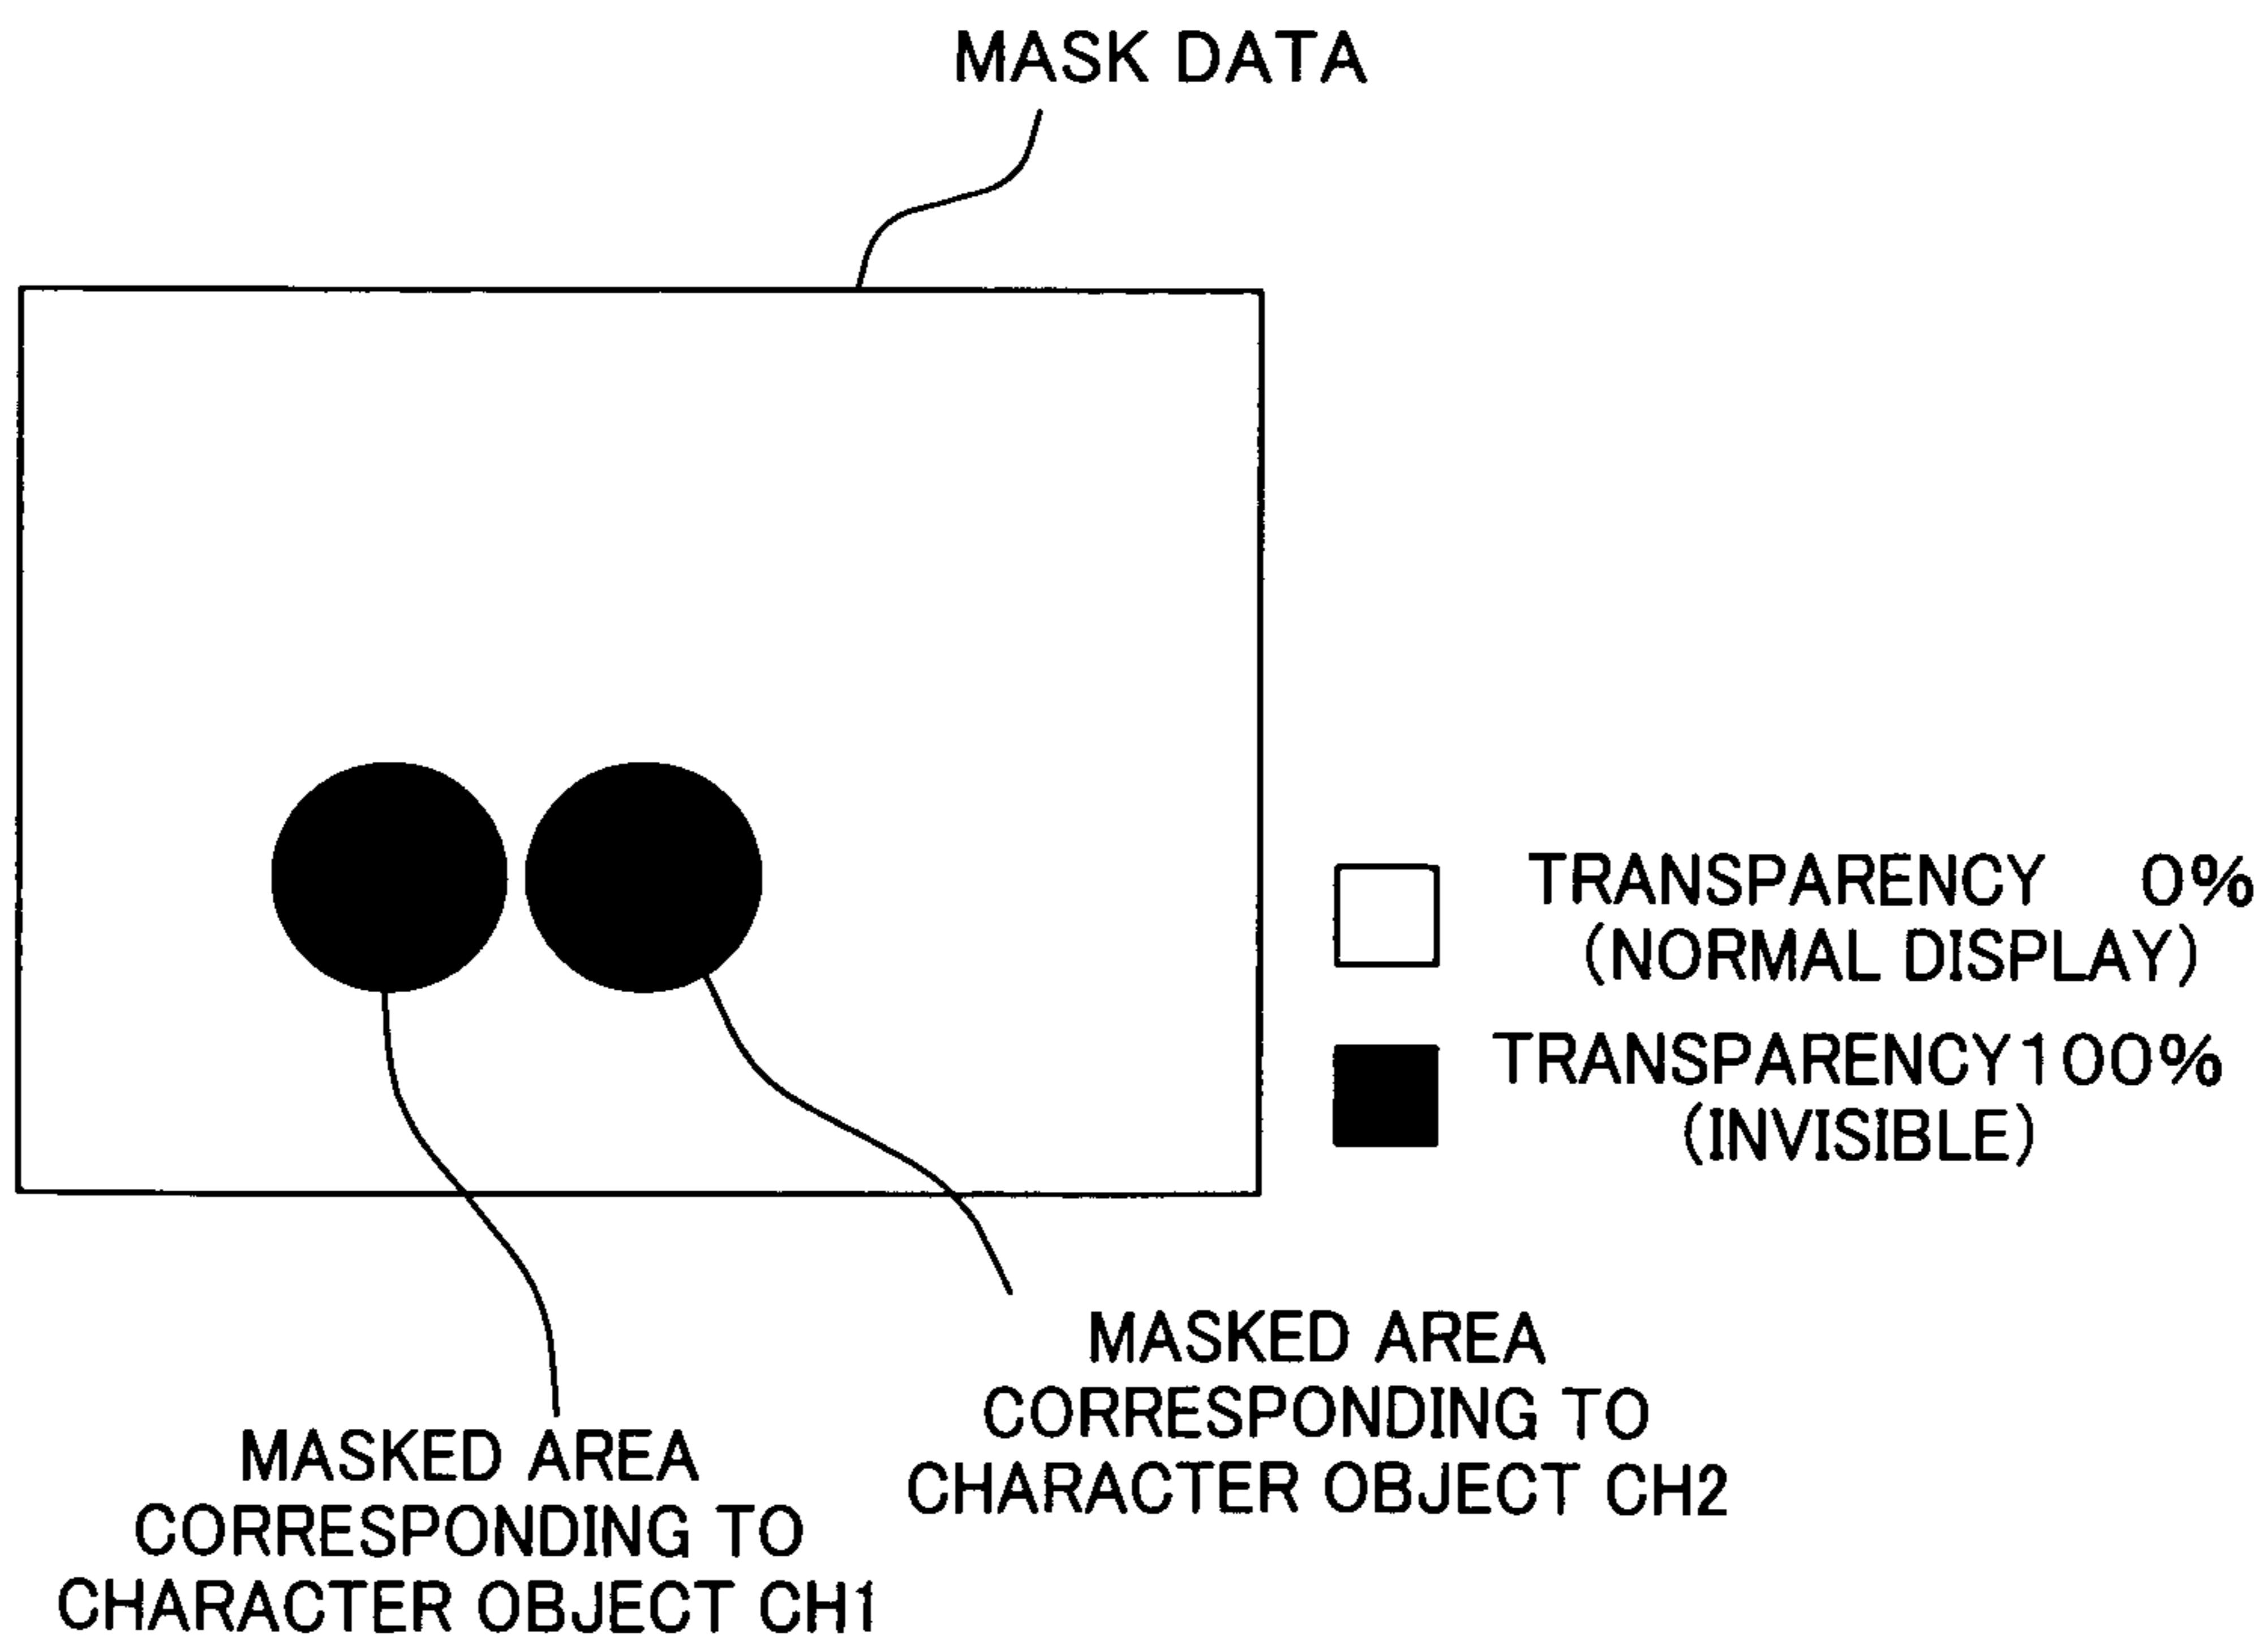 MASK DATA
TRANSPARENCY 0%
(NORMAL DISPLAY)
TRANSPARENCY100%
(INVISIBLE)
MASKED AREA
CORRESPONDING TO
CHARACTER OBJECT CH2
MASKED AREA
CORRESPONDING TO
CHARACTER OBJECT CH1